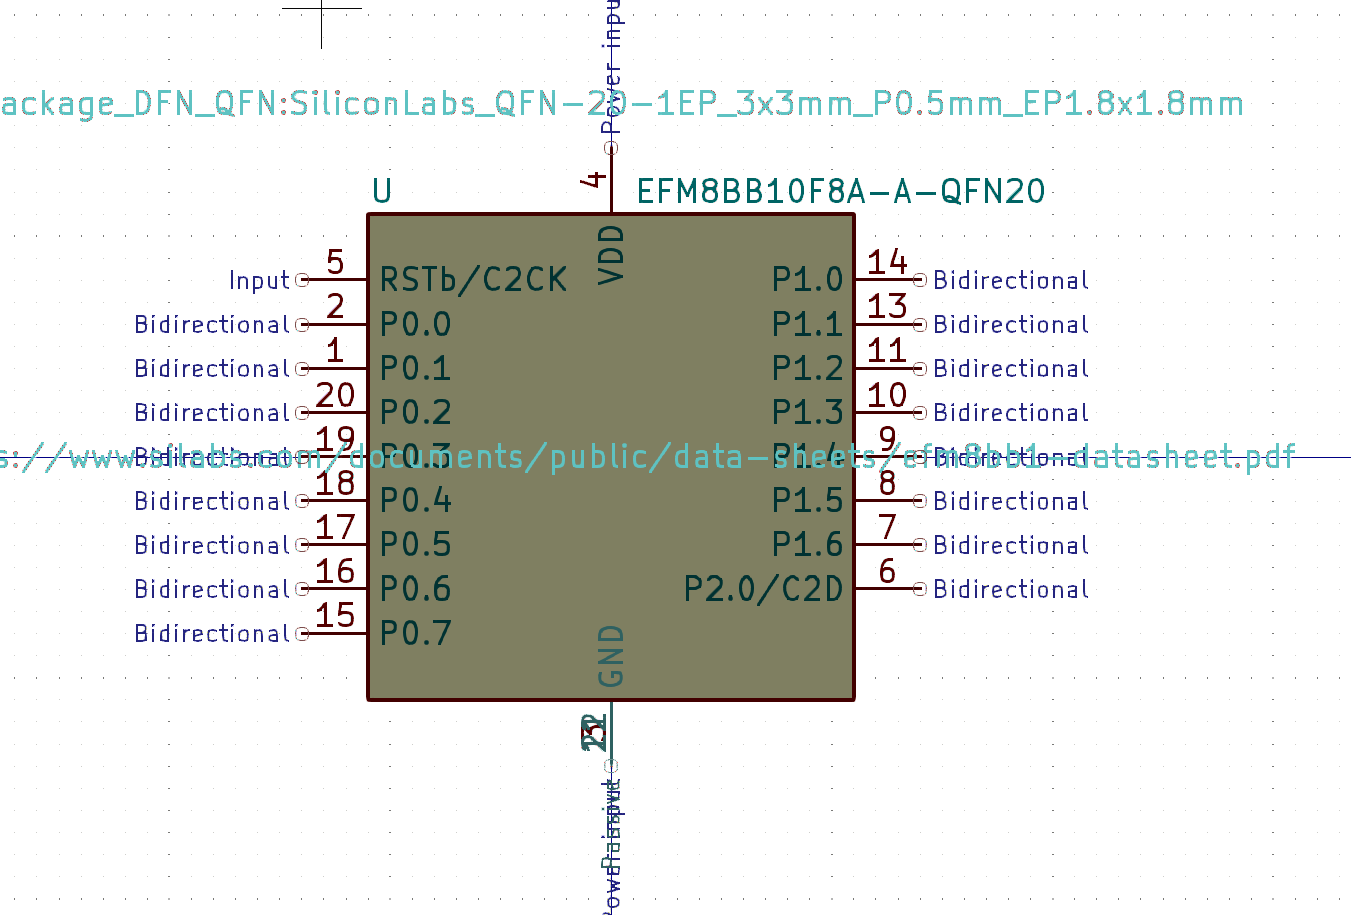 Power input
ackage_DFN_QFN:SiliconLabs_QFN-20-1EP_3x3mm_P0.5mm_EP1.8x1.8mm
4
U
EFM8BB10F8A-A-QFN20
VDD
Input 5 RSTb/C2CK P1.0 14 Bidirectional
Bidirectional 2 P0.0 P1.1 13 Bidirectional
Bidirectional 1 P0.1 P1.2 11 Bidirectional
Bidirectional 20 P0.2 P1.3 10 Bidirectional
Bidirectional 19 P0.3 P1.4 9 Bidirectional
s://www.silabs.com/documents/public/data-sheets/efm8bb1-datasheet.pdf
Bidirectional 18 P0.4 P1.5 8 Bidirectional
Bidirectional 17 P0.5 P1.6 7 Bidirectional
Bidirectional 16 P0.6 P2.0/C2D 6 Bidirectional
Bidirectional 15 P0.7
GND
Passive
Power input